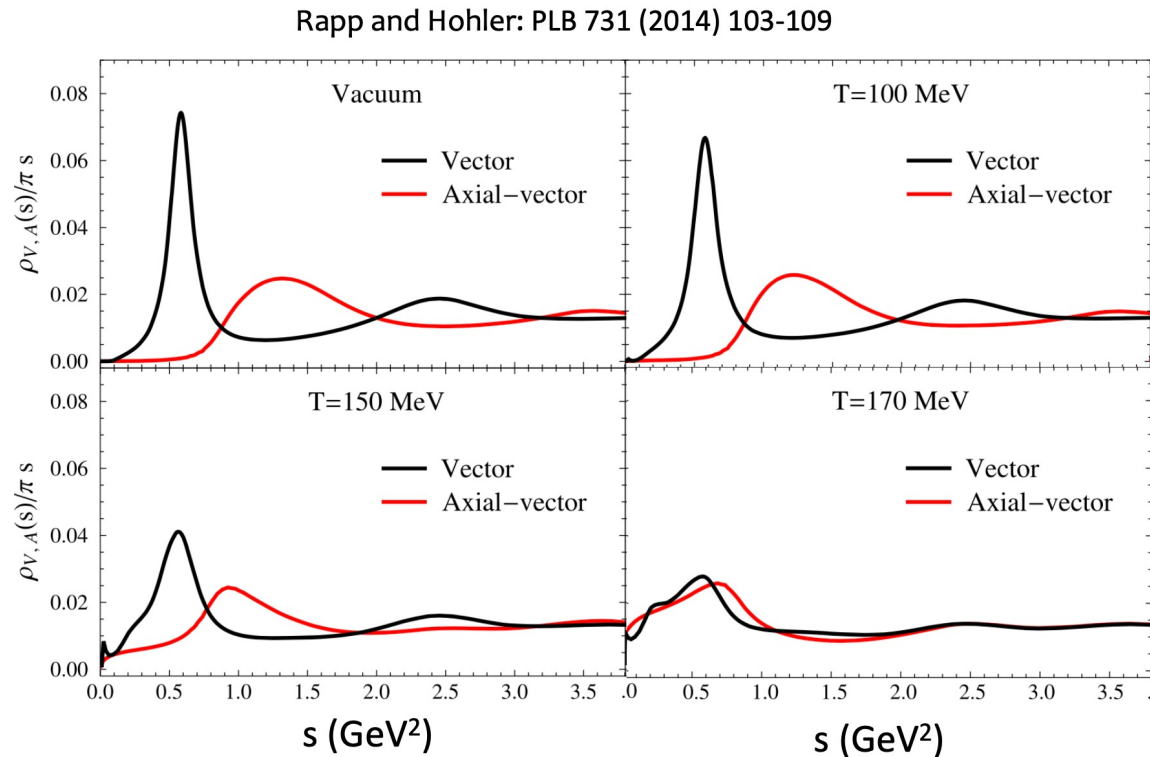 Rapp and Hohler: PLB 731 (2014) 103-109
Vacuum
Vector
Axial−vector
ρV,A(s)/π s
0.08
0.06
0.04
0.02
0.00
T=100 MeV
Vector
Axial−vector
T=150 MeV
Vector
Axial−vector
ρV,A(s)/π s
0.08
0.06
0.04
0.02
0.00
0.0 0.5 1.0 1.5 2.0 2.5 3.0
s (GeV²)
T=170 MeV
Vector
Axial−vector
.0 0.5 1.0 1.5 2.0 2.5 3.0 3.
s (GeV²)